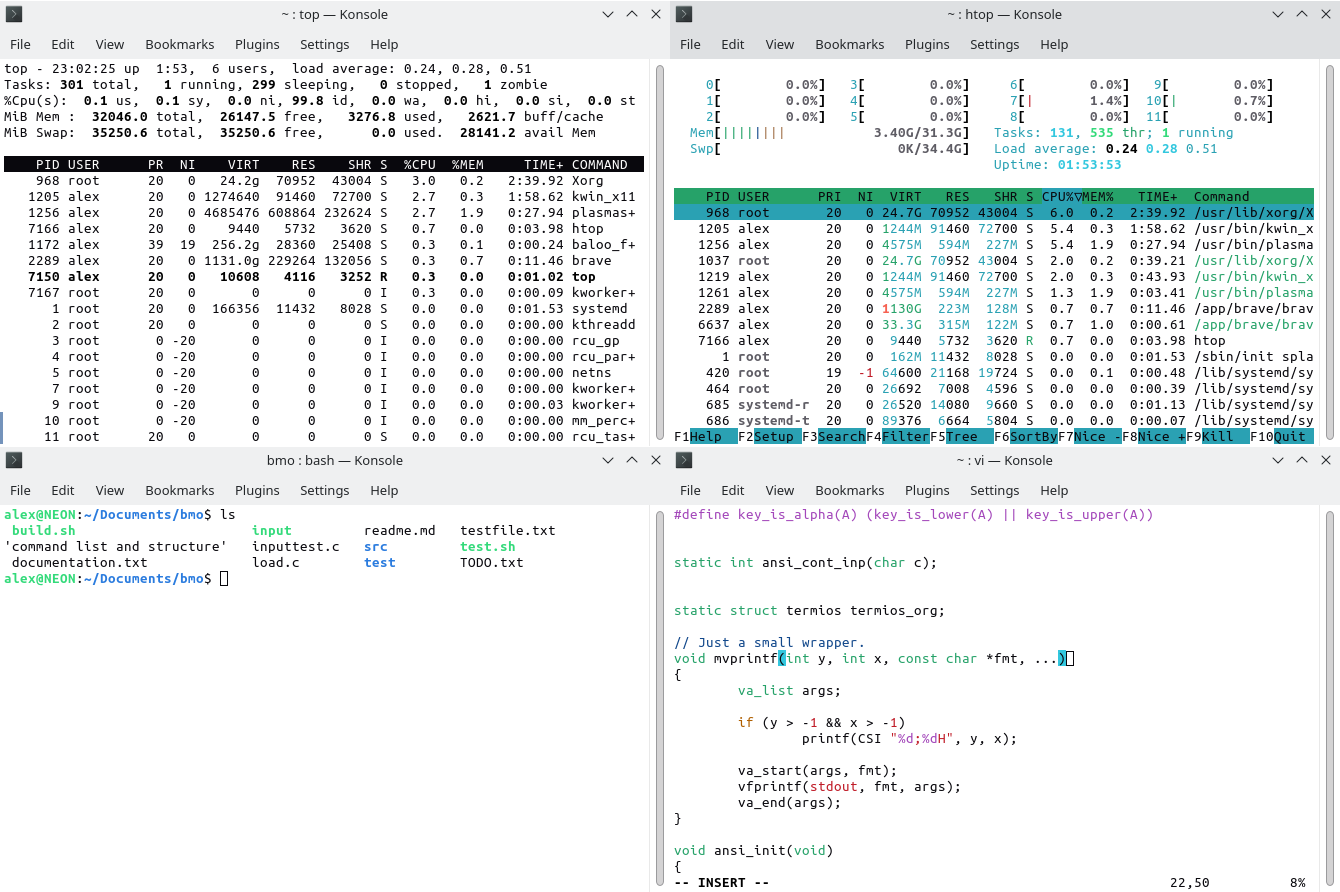 ~ : top — Konsole
File Edit View Bookmarks Plugins Settings Help
top - 23:02:25 up  1:53,  6 users,  load average: 0.24, 0.28, 0.51
Tasks: 301 total,   1 running, 299 sleeping,   0 stopped,   1 zombie
%Cpu(s):  0.1 us,  0.1 sy,  0.0 ni, 99.8 id,  0.0 wa,  0.0 hi,  0.0 si,  0.0 st
MiB Mem :  32046.0 total,  26147.5 free,   3276.8 used,   2621.7 buff/cache
MiB Swap:  35250.6 total,  35250.6 free,      0.0 used.  28141.2 avail Mem
PID USER      PR  NI    VIRT    RES    SHR S  %CPU  %MEM     TIME+ COMMAND
968 root      20   0   24.2g  70952  43004 S   3.0   0.2   2:39.92 Xorg
1205 alex      20   0 1274640  91460  72700 S   2.7   0.3   1:58.62 kwin_x11
1256 alex      20   0 4685476 608864 232624 S   2.7   1.9   0:27.94 plasmas+
7166 alex      20   0    9440   5732   3620 S   0.7   0.0   0:03.98 htop
1172 alex      39  19  256.2g  28360  25408 S   0.3   0.1   0:00.24 baloo_f+
2289 alex      20   0 1131.0g 229264 132056 S   0.3   0.7   0:11.46 brave
7150 alex      20   0   10608   4116   3252 R   0.3   0.0   0:01.02 top
7167 root      20   0       0      0      0 I   0.3   0.0   0:00.09 kworker+
1 root      20   0  166356  11432   8028 S   0.0   0.0   0:01.53 systemd
2 root      20   0       0      0      0 S   0.0   0.0   0:00.00 kthreadd
3 root       0 -20       0      0      0 I   0.0   0.0   0:00.00 rcu_gp
4 root       0 -20       0      0      0 I   0.0   0.0   0:00.00 rcu_par+
5 root       0 -20       0      0      0 I   0.0   0.0   0:00.00 netns
7 root       0 -20       0      0      0 I   0.0   0.0   0:00.00 kworker+
9 root       0 -20       0      0      0 I   0.0   0.0   0:00.03 kworker+
10 root       0 -20       0      0      0 I   0.0   0.0   0:00.00 mm_perc+
11 root      20   0       0      0      0 S   0.0   0.0   0:00.00 rcu_tas+
~ : htop — Konsole
File Edit View Bookmarks Plugins Settings Help
0[        0.0%]   3[         0.0%]     6[        0.0%]   9[         0.0%]
1[        0.0%]   4[         0.0%]     7[|       1.4%]  10[|        0.7%]
2[        0.0%]   5[         0.0%]     8[        0.0%]  11[         0.0%]
Mem[||||||||           3.40G/31.3G]   Tasks: 131, 535 thr; 1 running
Swp[                      0K/34.4G]   Load average: 0.24 0.28 0.51
Uptime: 01:53:53
PID USER      PRI  NI  VIRT   RES   SHR S CPU%▽MEM%   TIME+  Command
968 root       20   0 24.7G 70952 43004 S  6.0  0.2  2:39.92 /usr/lib/xorg/X
1205 alex       20   0 1244M 91460 72700 S  5.4  0.3  1:58.62 /usr/bin/kwin_x
1256 alex       20   0 4575M  594M  227M S  5.4  1.9  0:27.94 /usr/bin/plasma
1037 root       20   0 24.7G 70952 43004 S  2.0  0.2  0:39.21 /usr/lib/xorg/X
1219 alex       20   0 1244M 91460 72700 S  2.0  0.3  0:43.93 /usr/bin/kwin_x
1261 alex       20   0 4575M  594M  227M S  1.3  1.9  0:03.41 /usr/bin/plasma
2289 alex       20   0 1130G  223M  128M S  0.7  0.7  0:11.46 /app/brave/brav
6637 alex       20   0 33.3G  315M  122M S  0.7  1.0  0:00.61 /app/brave/brav
7166 alex       20   0  9440  5732  3620 R  0.7  0.0  0:03.98 htop
1 root       20   0  162M 11432  8028 S  0.0  0.0  0:01.53 /sbin/init spla
420 root       19  -1 64600 21168 19724 S  0.0  0.1  0:00.48 /lib/systemd/sy
464 root       20   0 26692  7008  4596 S  0.0  0.0  0:00.39 /lib/systemd/sy
685 systemd-r  20   0 26520 14080  9660 S  0.0  0.0  0:01.13 /lib/systemd/sy
686 systemd-t  20   0 89376  6664  5804 S  0.0  0.0  0:00.07 /lib/systemd/sy
F1Help  F2Setup F3SearchF4FilterF5Tree  F6SortByF7Nice -F8Nice +F9Kill  F10Quit
bmo : bash — Konsole
File Edit View Bookmarks Plugins Settings Help
alex@NEON:~/Documents/bmo$ ls
build.sh                      input         readme.md   testfile.txt
'command list and structure'   inputtest.c   src         test.sh
documentation.txt             load.c        test        TODO.txt
alex@NEON:~/Documents/bmo$
~ : vi — Konsole
File Edit View Bookmarks Plugins Settings Help
#define key_is_alpha(A) (key_is_lower(A) || key_is_upper(A))
static int ansi_cont_inp(char c);
static struct termios termios_org;
// Just a small wrapper.
void mvprintf(int y, int x, const char *fmt, ...)
{
va_list args;
if (y > -1 && x > -1)
printf(CSI "%d;%dH", y, x);
va_start(args, fmt);
vfprintf(stdout, fmt, args);
va_end(args);
}
void ansi_init(void)
{
-- INSERT --                                                  22,50          8%